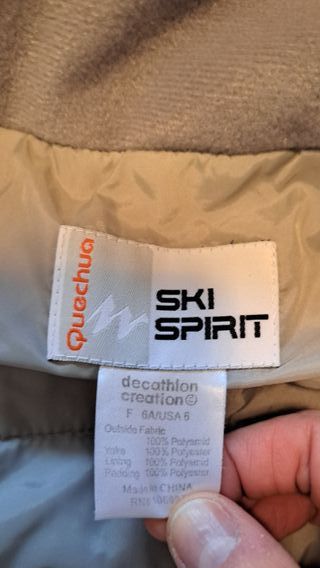 Quechua
SKI
SPIRIT
decathlon
creation©
F 6A/USA 6
Outside Fabric
100% Polyamid
Yoke 100% Polyester
Lining 100% Polyamid
Padding 100% Polyester
Made in CHINA